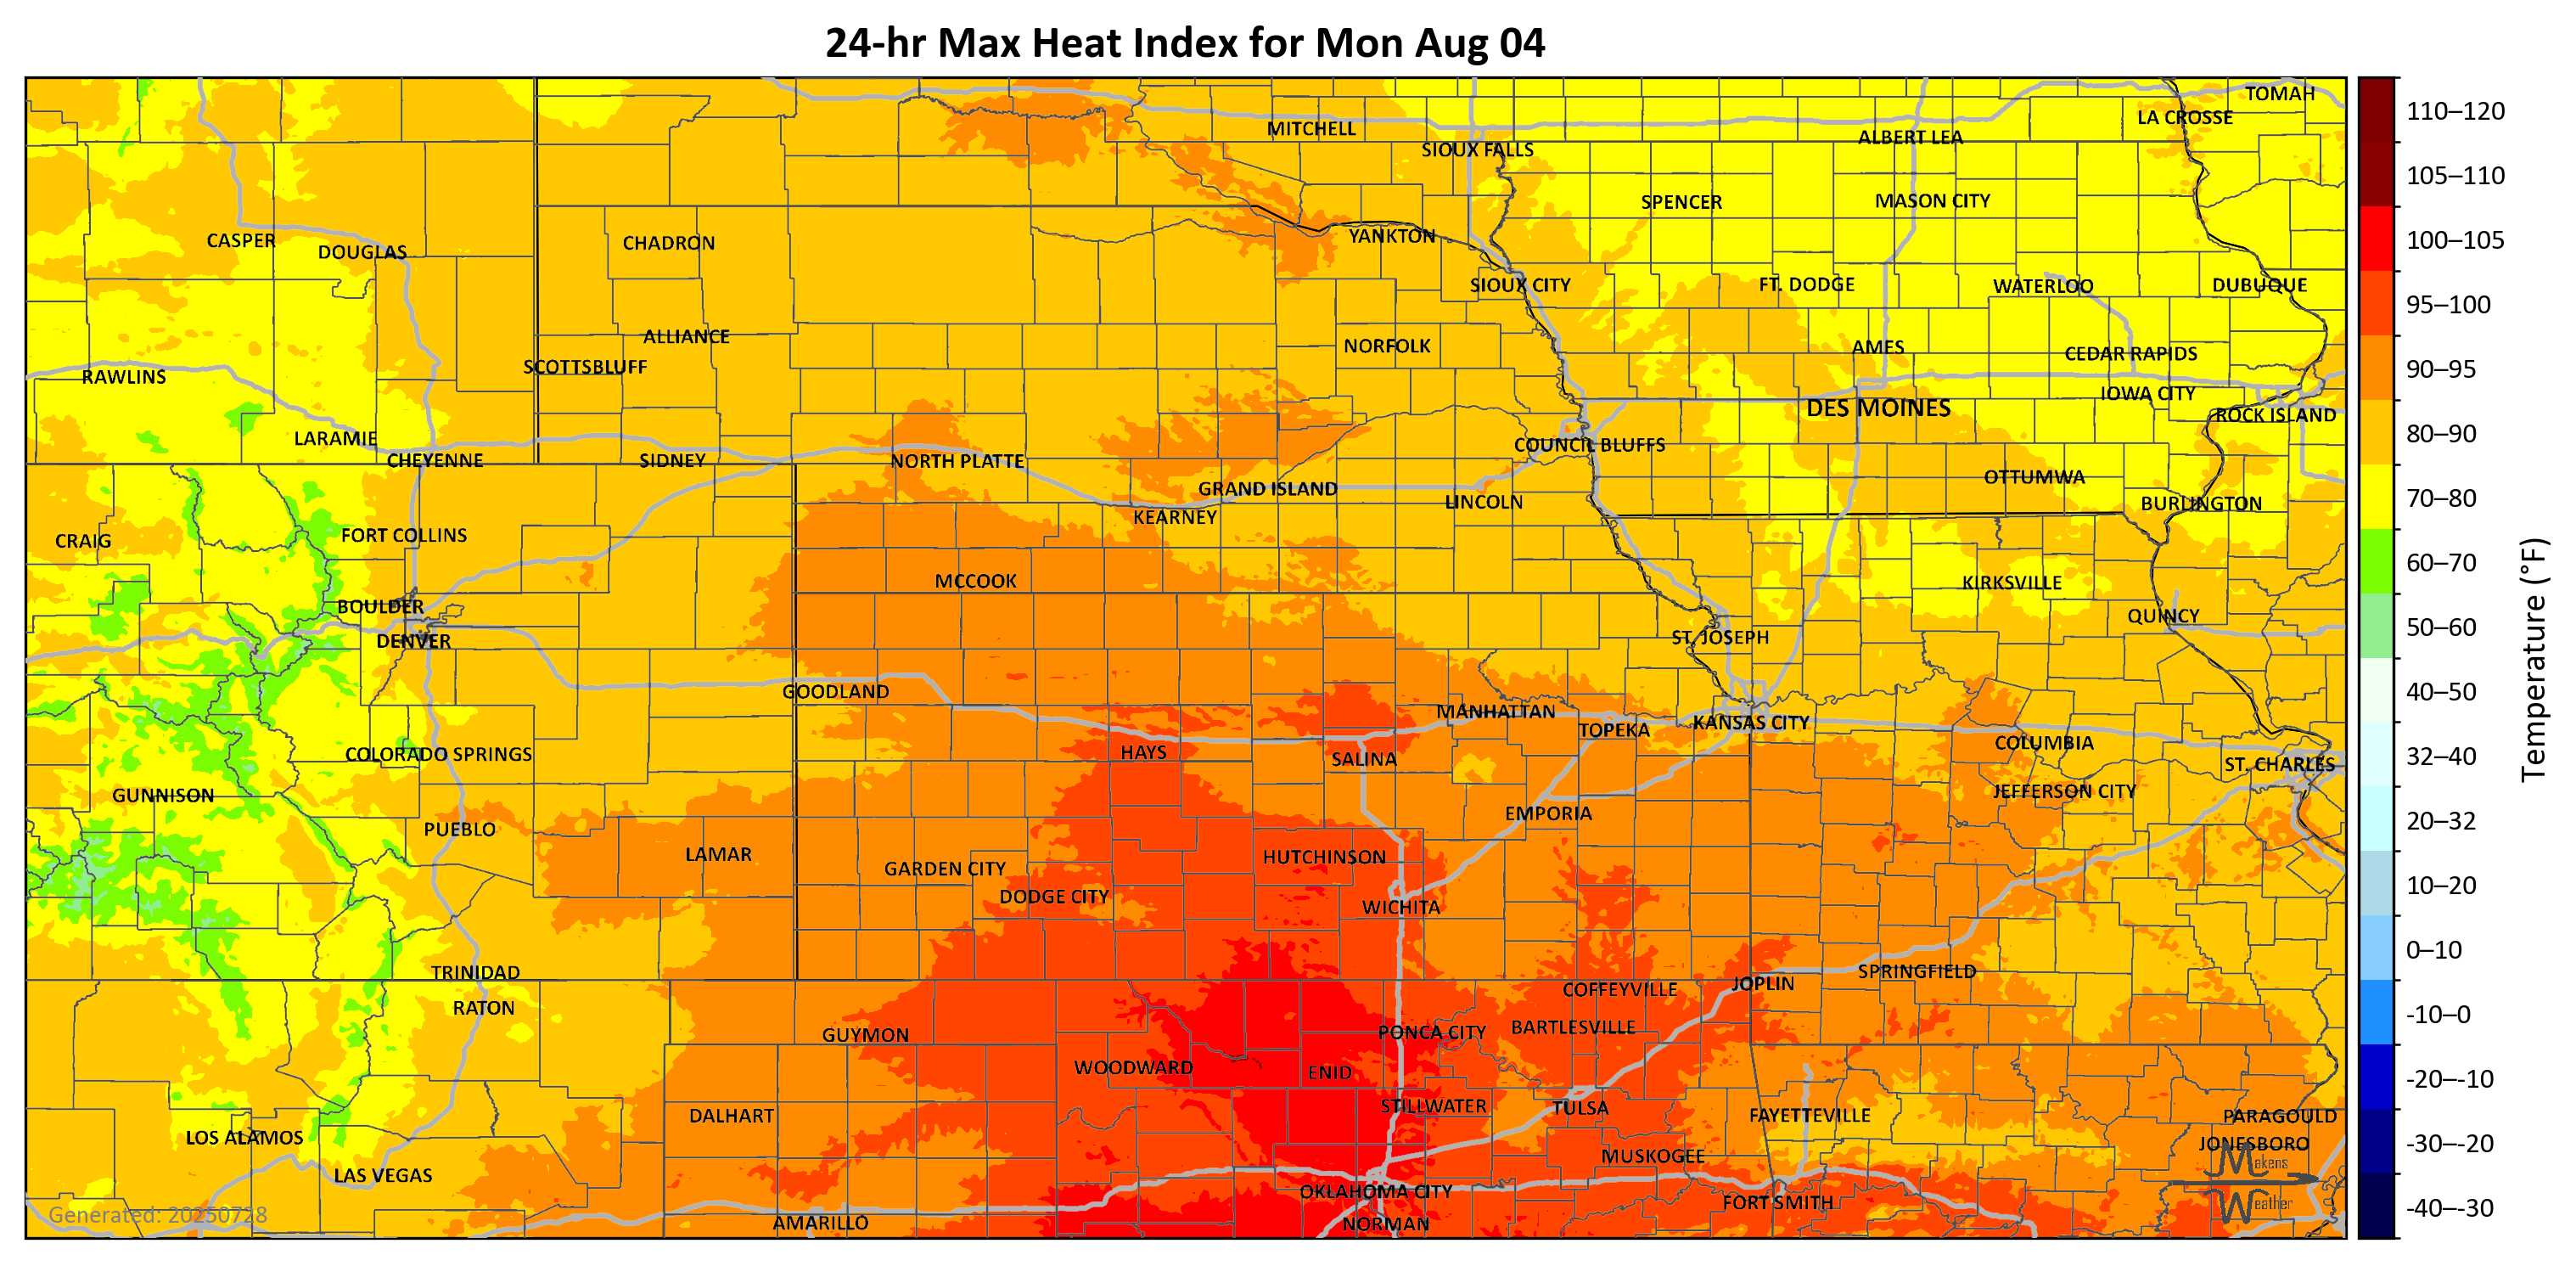 24-hr Max Heat Index for Mon Aug 04
TOMAH
LA CROSSE
MITCHELL
ALBERT LEA
SIOUX FALLS
SPENCER
MASON CITY
CASPER
DOUGLAS
CHADRON
YANKTON
SIOUX CITY
FT. DODGE
WATERLOO
DUBUQUE
ALLIANCE
NORFOLK
AMES
CEDAR RAPIDS
SCOTTSBLUFF
RAWLINS
IOWA CITY
DES MOINES
ROCK ISLAND
LARAMIE
COUNCIL BLUFFS
CHEYENNE
SIDNEY
NORTH PLATTE
OTTUMWA
GRAND ISLAND
LINCOLN
BURLINGTON
KEARNEY
CRAIG
FORT COLLINS
MCCOOK
KIRKSVILLE
BOULDER
QUINCY
DENVER
ST. JOSEPH
GOODLAND
MANHATTAN
KANSAS CITY
TOPEKA
COLUMBIA
COLORADO SPRINGS
HAYS
SALINA
ST. CHARLES
GUNNISON
JEFFERSON CITY
EMPORIA
PUEBLO
LAMAR
HUTCHINSON
GARDEN CITY
DODGE CITY
WICHITA
TRINIDAD
SPRINGFIELD
JOPLIN
COFFEYVILLE
RATON
BARTLESVILLE
PONCA CITY
GUYMON
WOODWARD
ENID
STILLWATER
TULSA
DALHART
FAYETTEVILLE
PARAGOULD
LOS ALAMOS
JONESBORO
MUSKOGEE
LAS VEGAS
OKLAHOMA CITY
FORT SMITH
AMARILLO
NORMAN
Generated: 20250728
Makens
Weather
110–120
105–110
100–105
95–100
90–95
80–90
70–80
60–70
50–60
40–50
32–40
20–32
10–20
0–10
-10–0
-20–-10
-30–-20
-40–-30
Temperature (°F)